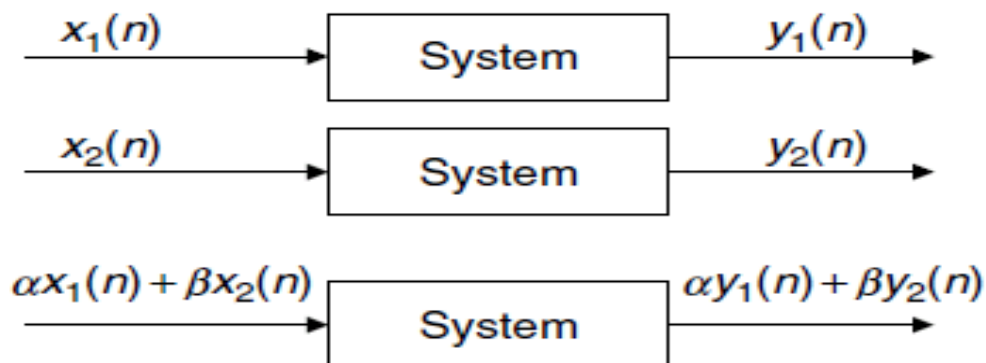 x₁(n) System y₁(n)
x₂(n) System y₂(n)
αx₁(n) + βx₂(n) System αy₁(n) + βy₂(n)